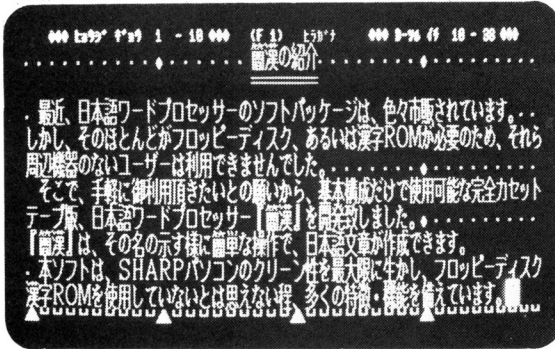 ◆◆◆ ヒョウジ ギョウ 1 - 10 ◆◆◆ (F 1) ヒラガナ ◆◆◆ カーソル イチ 10 - 38 ◆◆◆
簡漢の紹介
最近、日本語ワードプロセッサーのソフトパッケージは、色々市販されています。
しかし、そのほとんどがフロッピーディスク、あるいは漢字ROMが必要のため、それら
周辺機器のないユーザーは利用できませんでした。
そこで、手軽に御利用頂きたいとの願いから、基本構成だけで使用可能な完全カセット
テープ版、日本語ワードプロセッサー『簡漢』を開発致しました。
『簡漢』は、その名の示す様に簡単な操作で、日本語文章が作成できます。
本ソフトは、SHARPパソコンのクリーン性を最大限に生かし、フロッピーディスク
漢字ROMを使用していないとは思えない程、多くの特徴・機能を備えています。